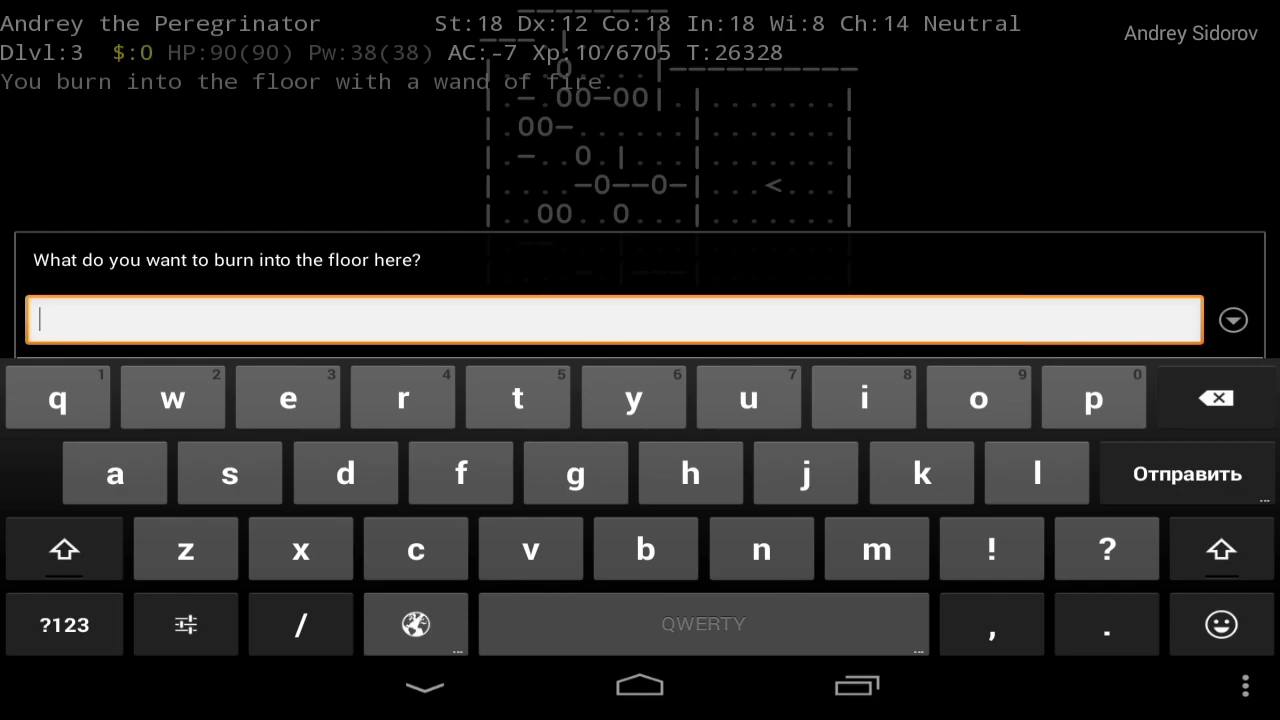 Andrey the Peregrinator St:18 Dx:12 Co:18 In:18 Wi:8 Ch:14 Neutral
Andrey Sidorov
Dlvl:3 $:0 HP:90(90) Pw:38(38) AC:-7 Xp:10/6705 T:26328
You burn into the floor with a wand of fire.
What do you want to burn into the floor here?
q 1 w 2 e 3 r 4 t 5 y 6 u 7 i 8 o 9 p 0
a s d f g h j k l Отправить ...
z x c v b n m ! ?
?123 / ... QWERTY ... , .